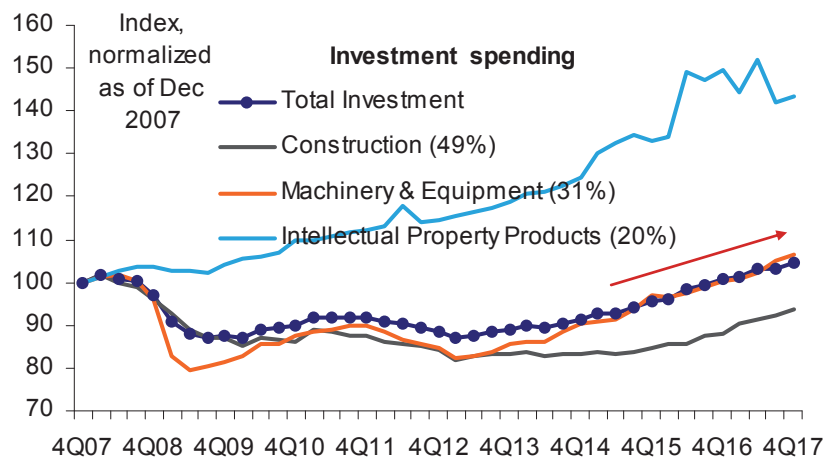 Index,
normalized
as of Dec
2007
Investment spending
Total Investment
Construction (49%)
Machinery & Equipment (31%)
Intellectual Property Products (20%)
160
150
140
130
120
110
100
90
80
70
4Q07 4Q08 4Q09 4Q10 4Q11 4Q12 4Q13 4Q14 4Q15 4Q16 4Q17